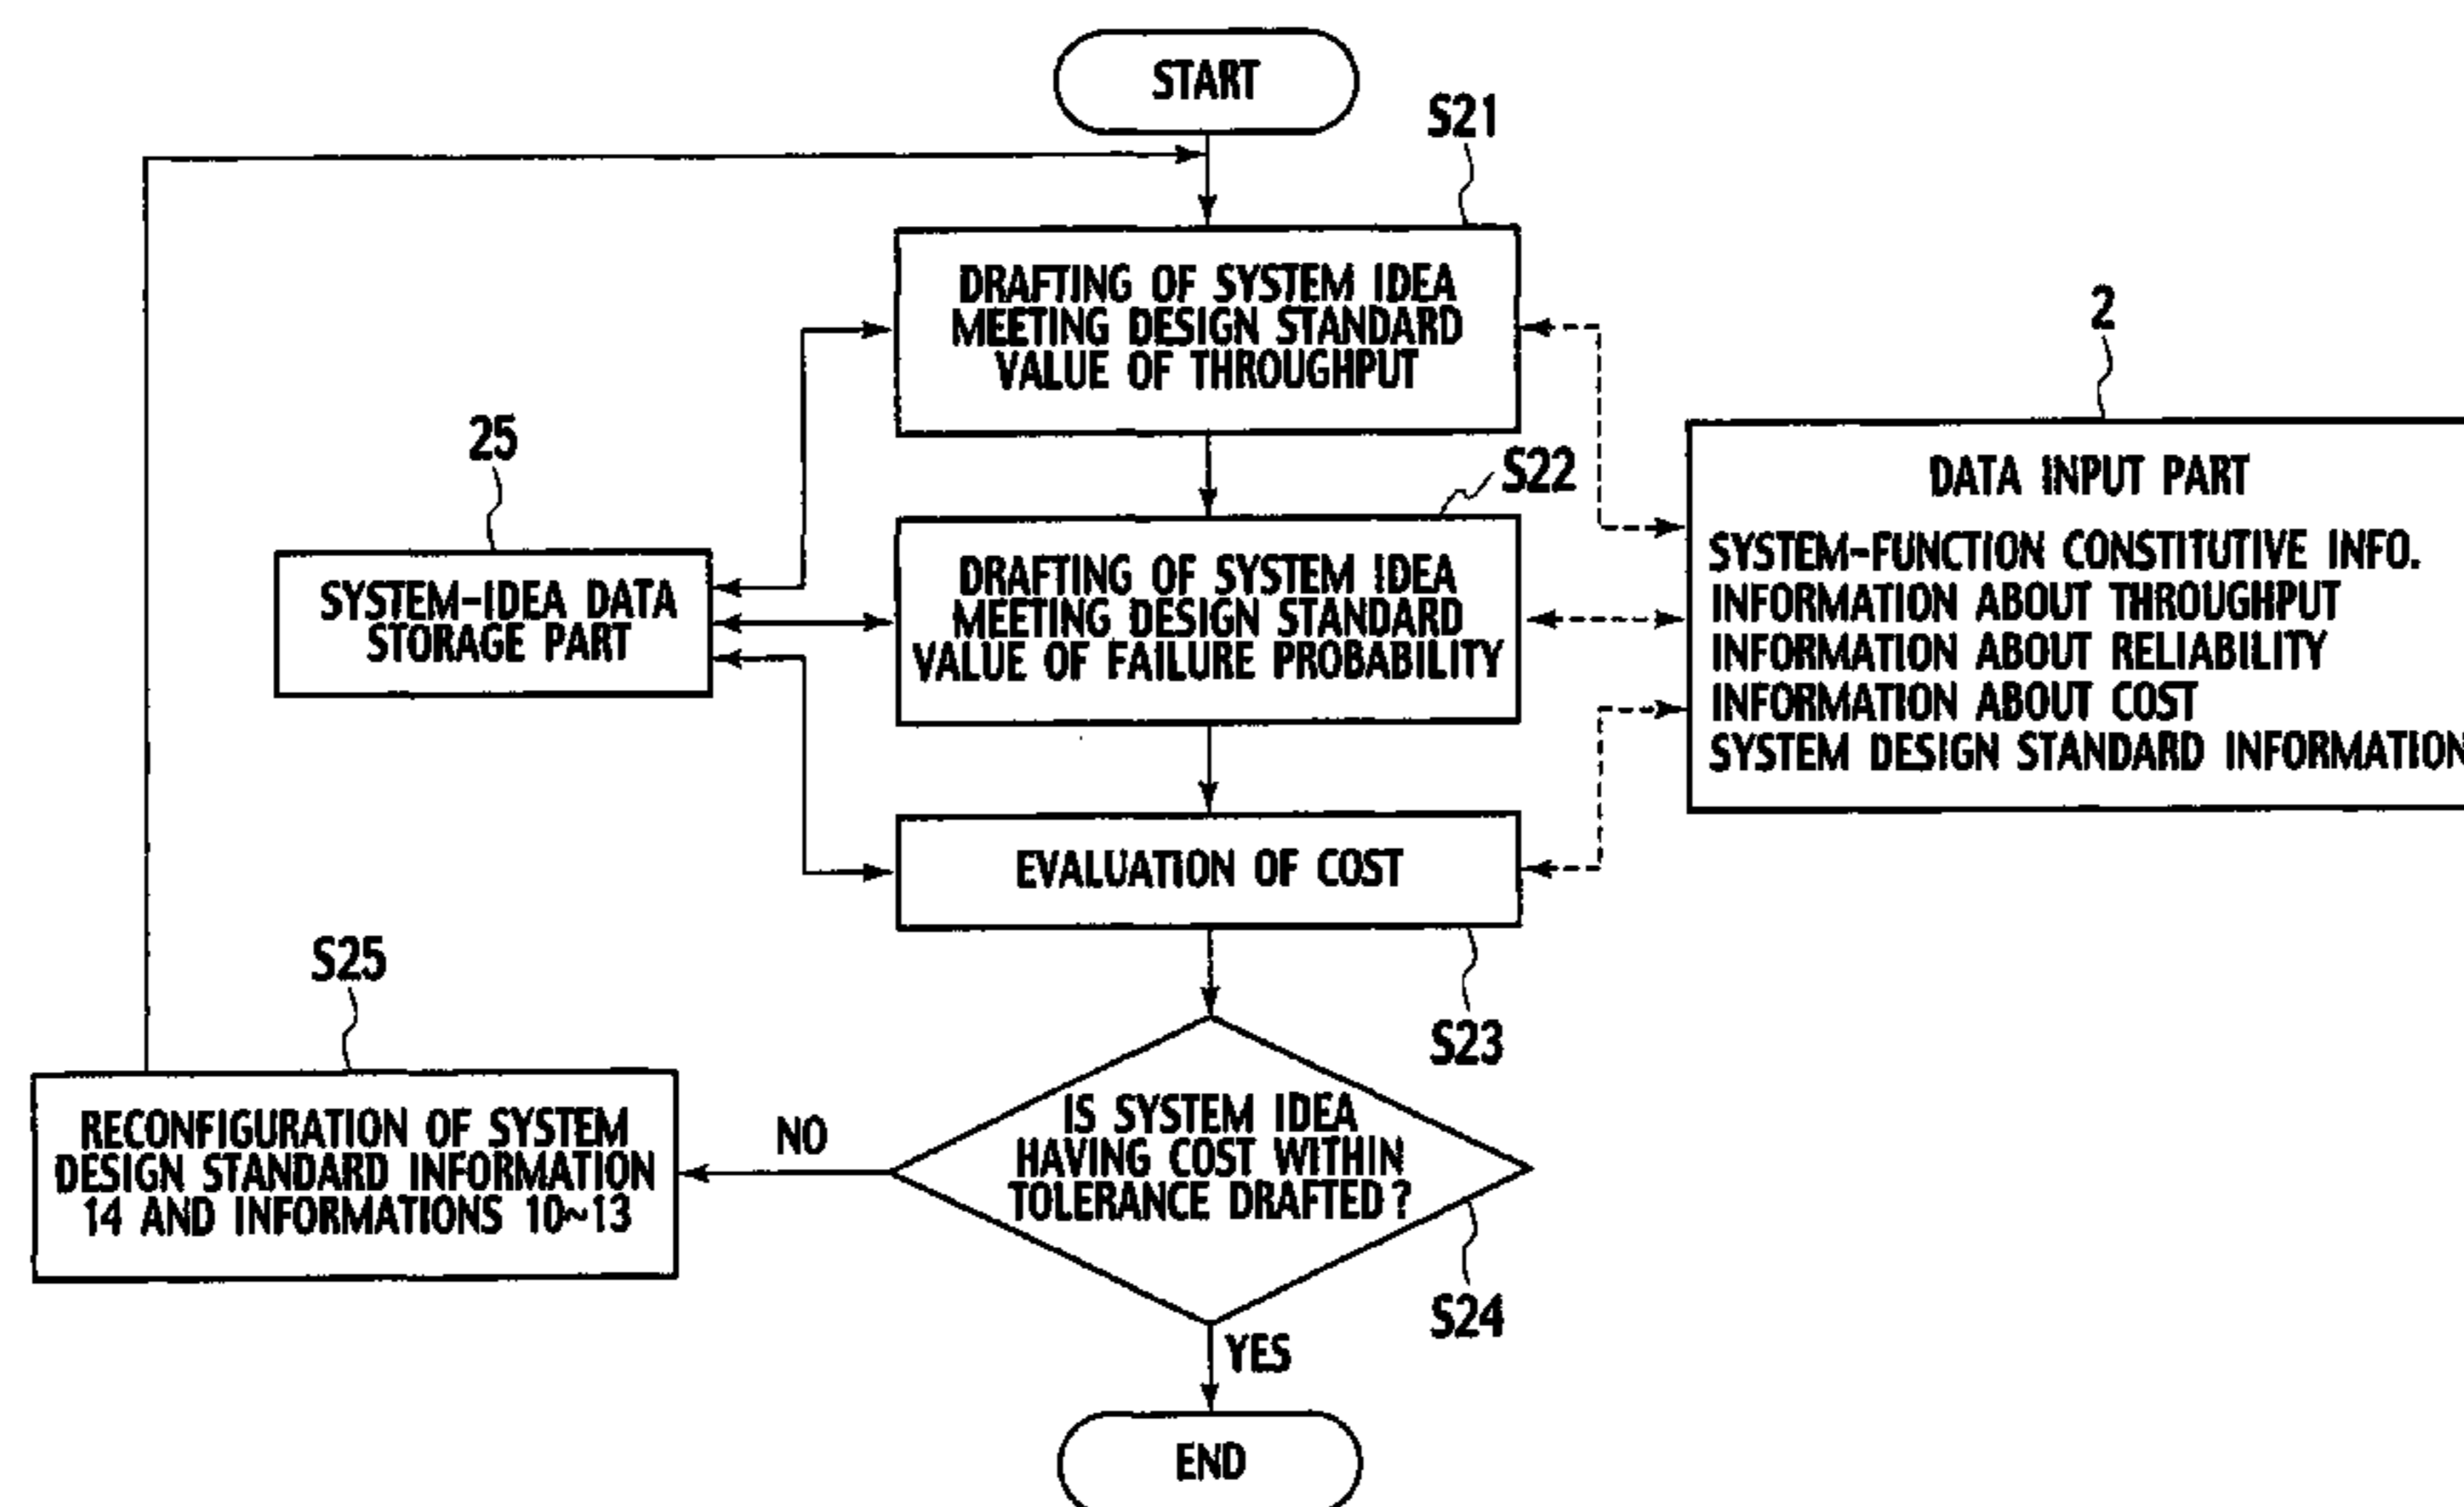 START
S21
DRAFTING OF SYSTEM IDEA
MEETING DESIGN STANDARD
VALUE OF THROUGHPUT
2
25
S22
DATA INPUT PART
SYSTEM-FUNCTION CONSTITUTIVE INFO.
INFORMATION ABOUT THROUGHPUT
INFORMATION ABOUT RELIABILITY
INFORMATION ABOUT COST
SYSTEM DESIGN STANDARD INFORMATION
SYSTEM-IDEA DATA
STORAGE PART
DRAFTING OF SYSTEM IDEA
MEETING DESIGN STANDARD
VALUE OF FAILURE PROBABILITY
EVALUATION OF COST
S25
S23
RECONFIGURATION OF SYSTEM
DESIGN STANDARD INFORMATION
14 AND INFORMATIONS 10~13
NO
IS SYSTEM IDEA
HAVING COST WITHIN
TOLERANCE DRAFTED?
S24
YES
END